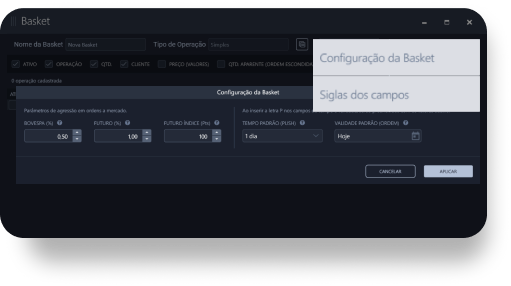 Basket
Nome da Basket Nova Basket Tipo de Operação Simples
ATIVO OPERAÇÃO QTD. CLIENTE PREÇO (VALORES) QTD. APARENTE (ORDEM ESCONDIDA
Configuração da Basket
Siglas dos campos
0 operação cadastrada
Configuração da Basket
Parâmetros de agressão em ordens a mercado.
Ao inserir a letra P nos campos
BOVESPA (%) FUTURO (%) FUTURO ÍNDICE (Pts) TEMPO PADRÃO (PUSH) VALIDADE PADRÃO (ORDEM)
0,50 1,00 100 1 dia Hoje
CANCELAR APLICAR